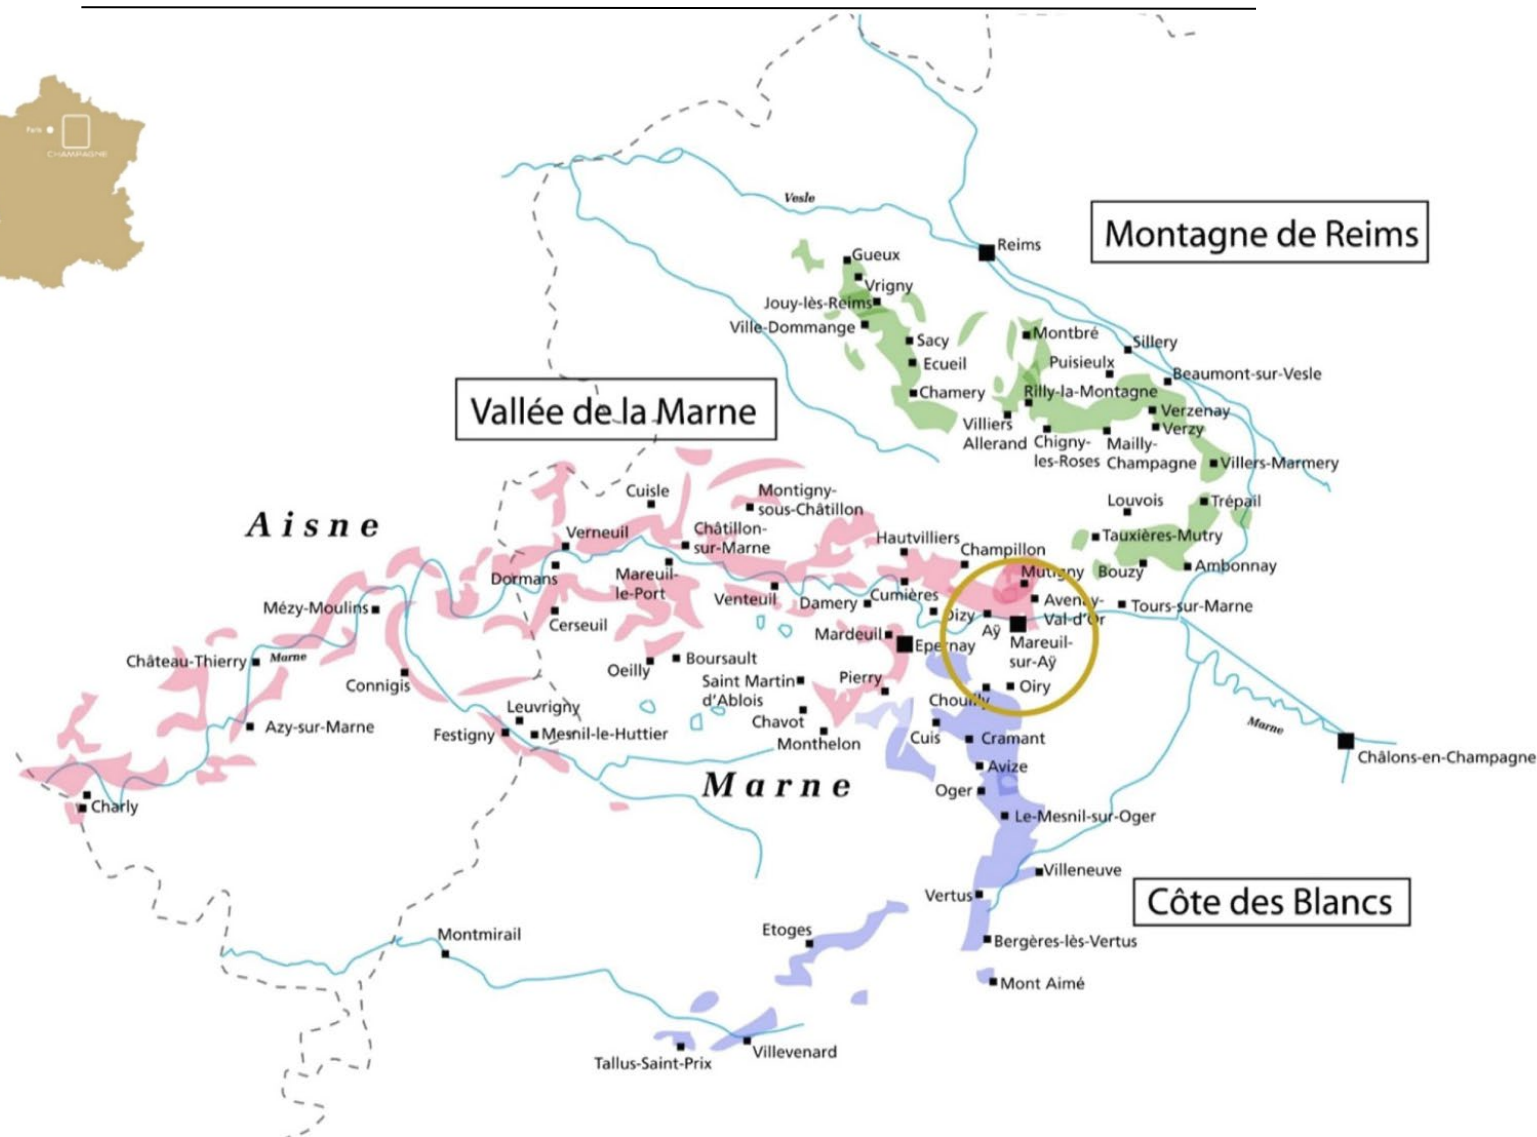 Paris
CHAMPAGNE
Vesle
Reims
Montagne de Reims
Gueux
Vrigny
Jouy-lès-Reims
Ville-Dommange
Sacy
Ecueil
Chamery
Montbré
Sillery
Puisieulx
Beaumont-sur-Vesle
Rilly-la-Montagne
Verzenay
Verzy
Villiers
Allerand
Chigny-
les-Roses
Mailly-
Champagne
Villers-Marmery
Louvois
Trépail
Tauxières-Mutry
Bouzy
Ambonnay
Tours-sur-Marne
Vallée de la Marne
Aisne
Cuisle
Montigny-
sous-Châtillon
Verneuil
Châtillon-
sur-Marne
Hautvilliers
Champillon
Mutigny
Dormans
Mareuil-
le-Port
Venteuil
Damery
Cumières
Dizy
Aÿ
Avenay-
Val-d'Or
Mareuil-
sur-Aÿ
Mézy-Moulins
Cerseuil
Mardeuil
Epernay
Château-Thierry
Marne
Connigis
Oeilly
Boursault
Saint Martin
d'Ablois
Pierry
Chouilly
Oiry
Azy-sur-Marne
Leuvrigny
Festigny
Mesnil-le-Huttier
Chavot
Monthelon
Cuis
Cramant
Marne
Châlons-en-Champagne
Marne
Avize
Oger
Le-Mesnil-sur-Oger
Charly
Villeneuve
Vertus
Côte des Blancs
Montmirail
Etoges
Bergères-lès-Vertus
Mont Aimé
Tallus-Saint-Prix
Villevenard